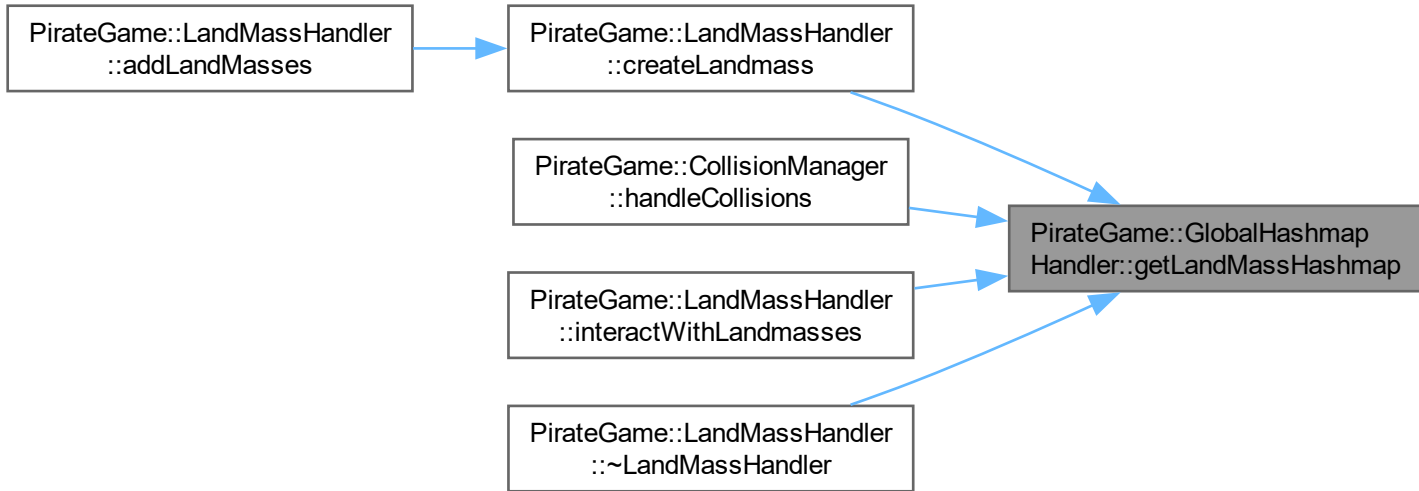 PirateGame::LandMassHandler
::addLandMasses
PirateGame::LandMassHandler
::createLandmass
PirateGame::CollisionManager
::handleCollisions
PirateGame::LandMassHandler
::interactWithLandmasses
PirateGame::LandMassHandler
::~LandMassHandler
PirateGame::GlobalHashmap
Handler::getLandMassHashmap